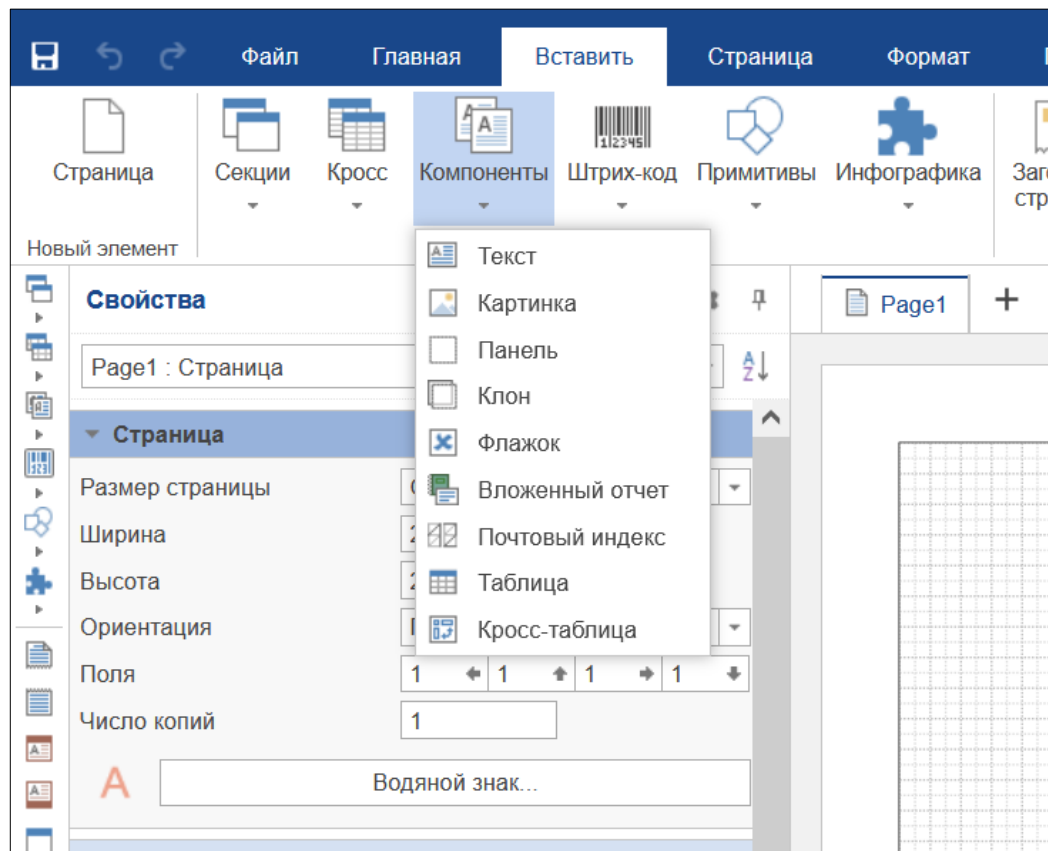 Файл Главная Вставить Страница Формат
Страница Секции Кросс Компоненты Штрих-код Примитивы Инфографика
Новый элемент
Текст
Картинка
Панель
Клон
Флажок
Вложенный отчет
Почтовый индекс
Таблица
Кросс-таблица
Свойства
Page1 : Страница
Страница
Размер страницы
Ширина
Высота
Ориентация
Поля 1 1 1 1
Число копий 1
Водяной знак...
Page1